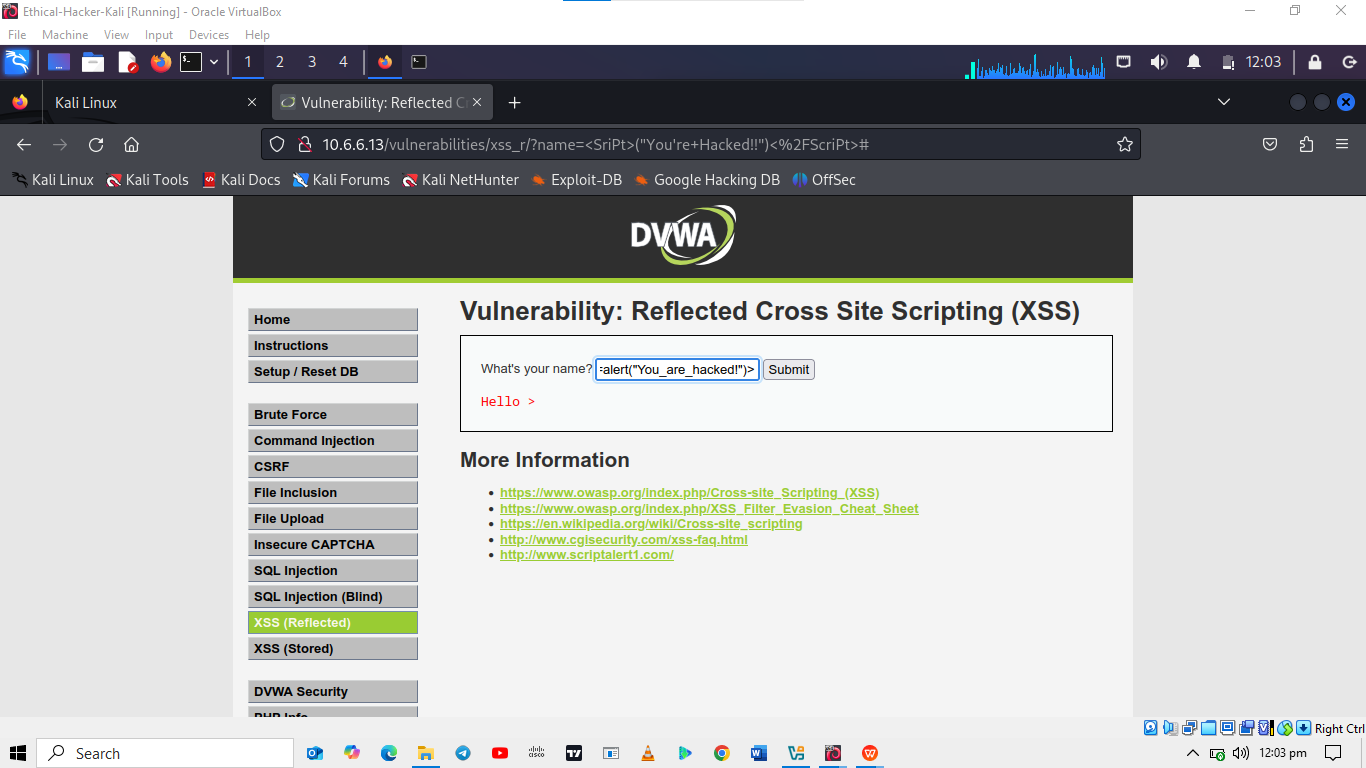 Ethical-Hacker-Kali [Running] - Oracle VirtualBox
File Machine View Input Devices Help
1 2 3 4 12:03
Kali Linux Vulnerability: Reflected C
10.6.6.13/vulnerabilities/xss_r/?name=<SriPt>("You're+Hacked!!")<%2FScriPt>#
Kali Linux Kali Tools Kali Docs Kali Forums Kali NetHunter Exploit-DB Google Hacking DB OffSec
DVWA
Vulnerability: Reflected Cross Site Scripting (XSS)
What's your name? =alert("You_are_hacked!")> Submit
Hello >
More Information
https://www.owasp.org/index.php/Cross-site_Scripting_(XSS)
https://www.owasp.org/index.php/XSS_Filter_Evasion_Cheat_Sheet
https://en.wikipedia.org/wiki/Cross-site_scripting
http://www.cgisecurity.com/xss-faq.html
http://www.scriptalert1.com/
Home
Instructions
Setup / Reset DB
Brute Force
Command Injection
CSRF
File Inclusion
File Upload
Insecure CAPTCHA
SQL Injection
SQL Injection (Blind)
XSS (Reflected)
XSS (Stored)
DVWA Security
PHP Info
Right Ctrl
Search 12:03 pm